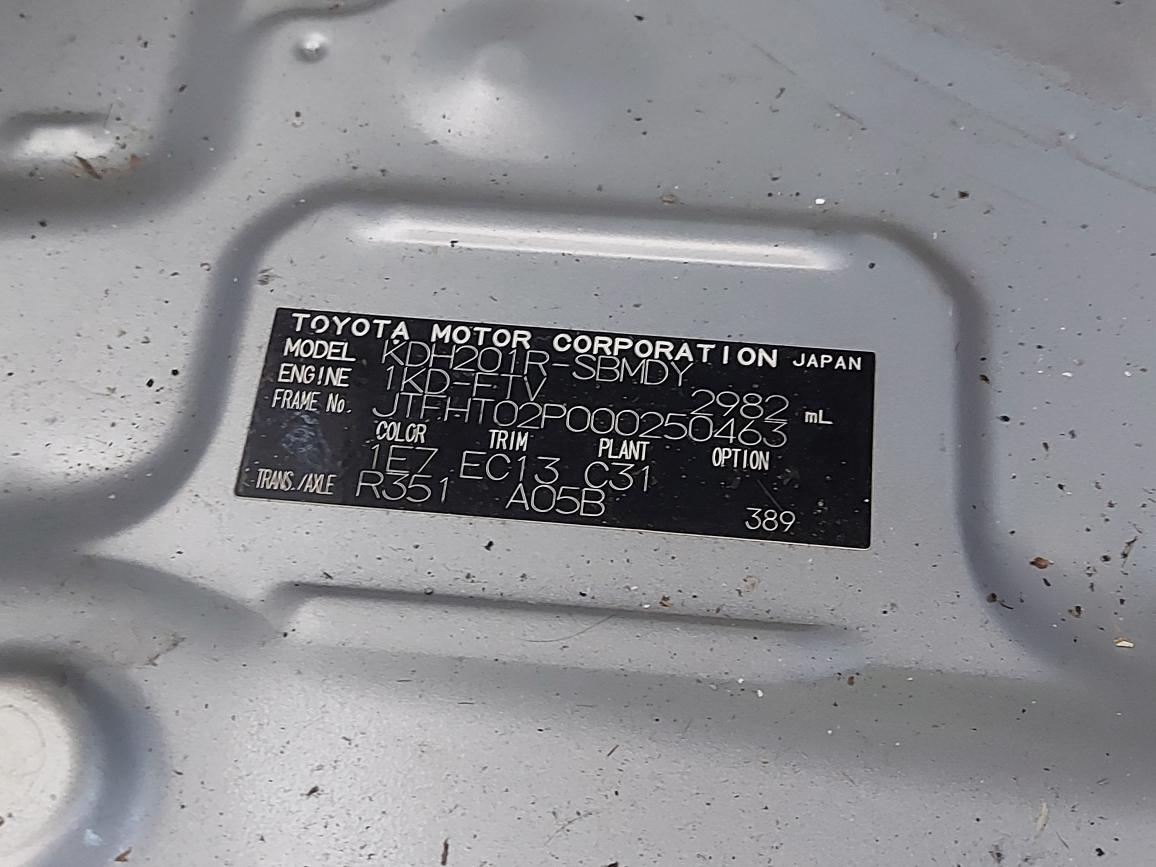 TOYOTA MOTOR CORPORATION JAPAN
MODEL KDH201R-SBMDY
ENGINE 1KD-FTV 2982 mL
FRAME No. JTFHT02P000250463
COLOR TRIM PLANT OPTION
1E7 EC13 C31
TRANS./AXLE R351 A05B 389